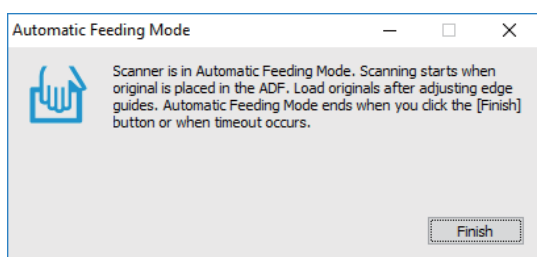 Automatic Feeding Mode
Scanner is in Automatic Feeding Mode. Scanning starts when
original is placed in the ADF. Load originals after adjusting edge
guides. Automatic Feeding Mode ends when you click the [Finish]
button or when timeout occurs.
Finish